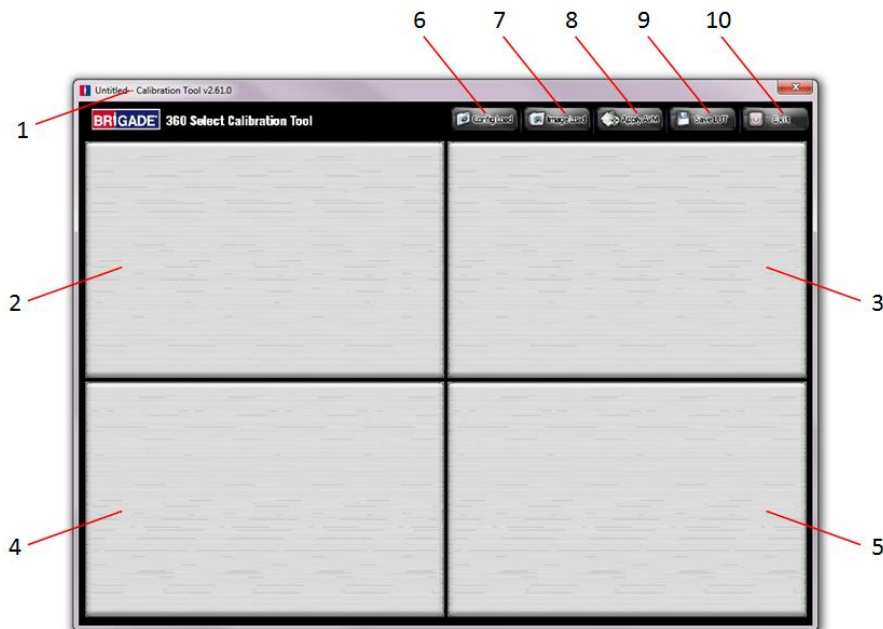 6 7 8 9 10
Untitled - Calibration Tool v2.61.0
1
BRIGADE 360 Select Calibration Tool
Config Load Image Load Apply AVM Save LUT Exit
2 3
4 5